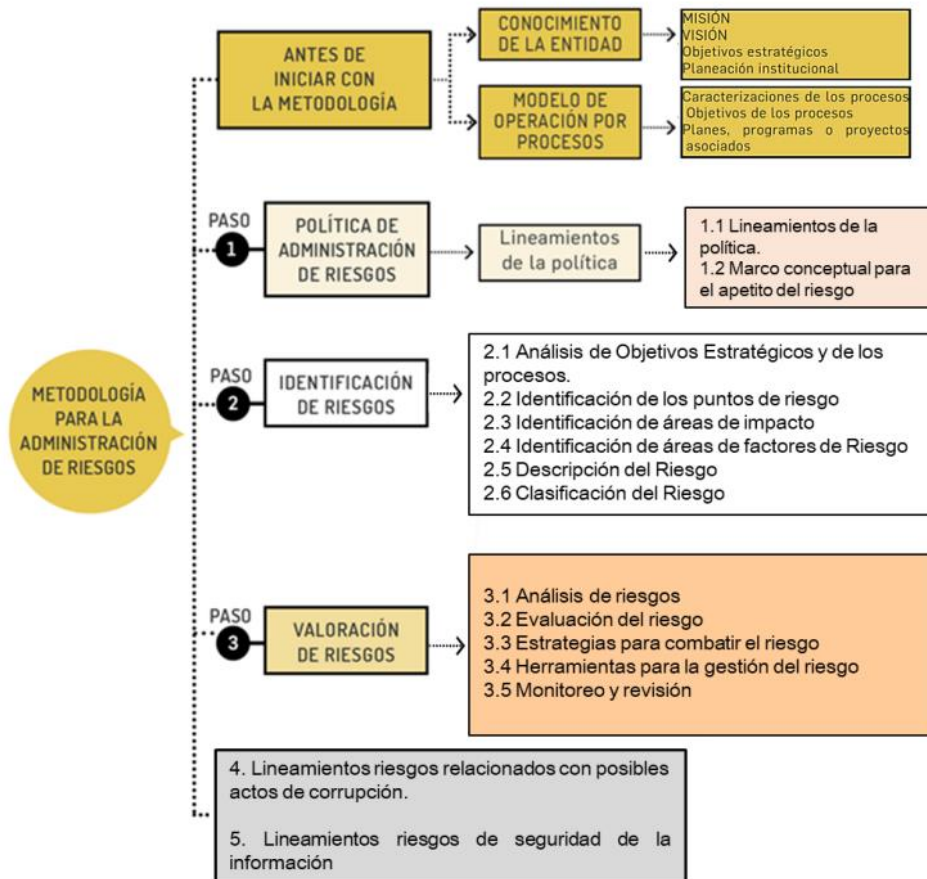 ANTES DE
INICIAR CON
LA METODOLOGÍA
CONOCIMIENTO
DE LA ENTIDAD
MISIÓN
VISIÓN
Objetivos estratégicos
Planeación institucional
MODELO DE
OPERACIÓN POR
PROCESOS
Caracterizaciones de los procesos
Objetivos de los procesos
Planes, programas o proyectos
asociados
PASO
1
POLÍTICA DE
ADMINISTRACIÓN
DE RIESGOS
Lineamientos
de la política
1.1 Lineamientos de la
política.
1.2 Marco conceptual para
el apetito del riesgo
METODOLOGÍA
PARA LA
ADMINISTRACIÓN
DE RIESGOS
PASO
2
IDENTIFICACIÓN
DE RIESGOS
2.1 Análisis de Objetivos Estratégicos y de los
procesos.
2.2 Identificación de los puntos de riesgo
2.3 Identificación de áreas de impacto
2.4 Identificación de áreas de factores de Riesgo
2.5 Descripción del Riesgo
2.6 Clasificación del Riesgo
PASO
3
VALORACIÓN
DE RIESGOS
3.1 Análisis de riesgos
3.2 Evaluación del riesgo
3.3 Estrategias para combatir el riesgo
3.4 Herramientas para la gestión del riesgo
3.5 Monitoreo y revisión
4. Lineamientos riesgos relacionados con posibles
actos de corrupción.
5. Lineamientos riesgos de seguridad de la
información